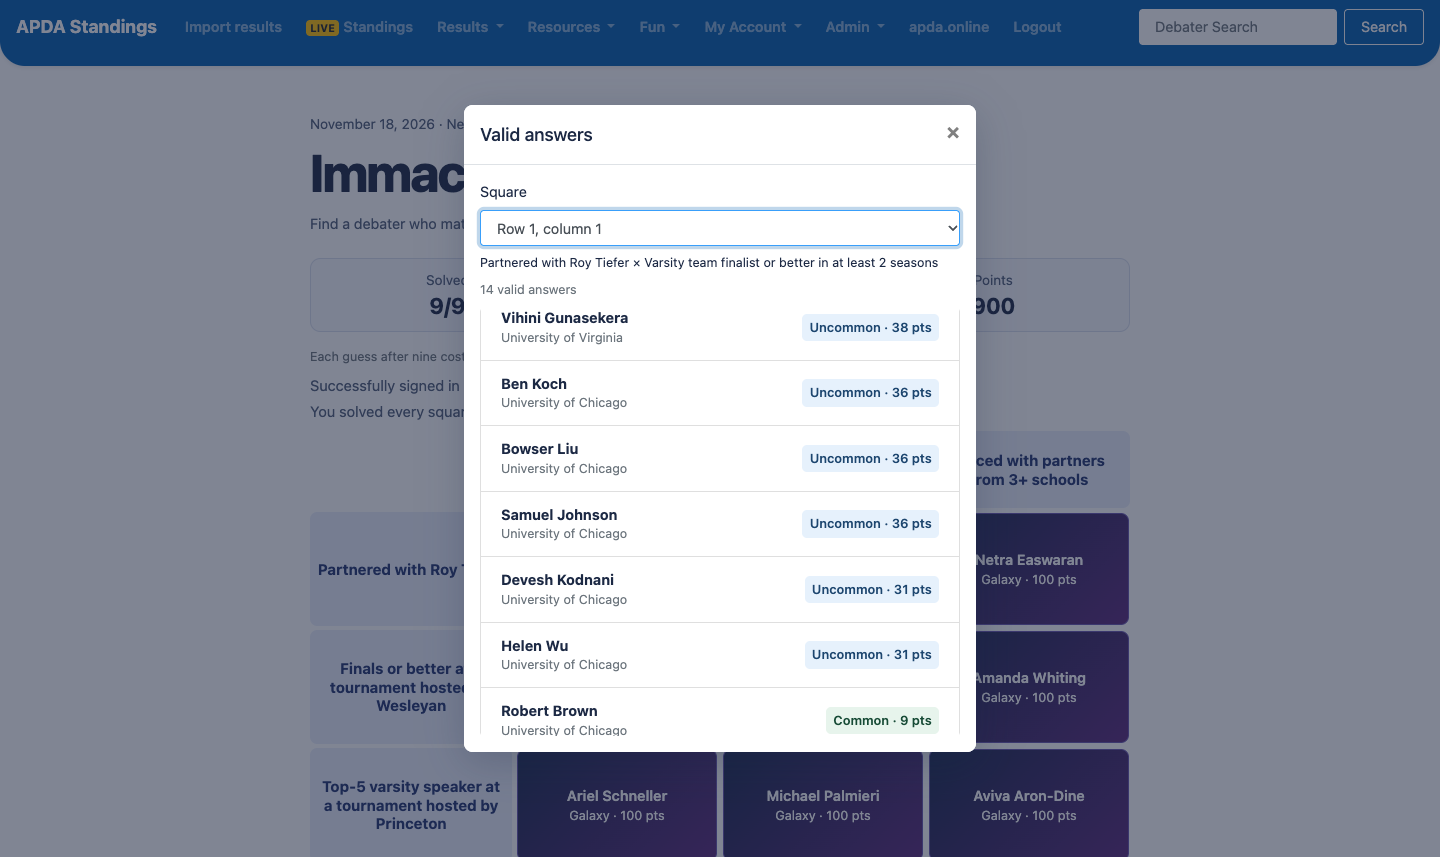 APDA Standings
Import results
LIVE Standings
Results
Resources
Fun
My Account
Admin
apda.online
Logout
Debater Search
Search
November 18, 2026 · Ne
Immac
Find a debater who mat
Solved
9/9
Points
900
Each guess after nine cost
Successfully signed in
You solved every squar
Valid answers
×
Square
Row 1, column 1
Partnered with Roy Tiefer × Varsity team finalist or better in at least 2 seasons
14 valid answers
Vihini Gunasekera
University of Virginia
Uncommon · 38 pts
Ben Koch
University of Chicago
Uncommon · 36 pts
Bowser Liu
University of Chicago
Uncommon · 36 pts
Samuel Johnson
University of Chicago
Uncommon · 36 pts
Devesh Kodnani
University of Chicago
Uncommon · 31 pts
Helen Wu
University of Chicago
Uncommon · 31 pts
Robert Brown
University of Chicago
Common · 9 pts
ced with partners
rom 3+ schools
Partnered with Roy T
Netra Easwaran
Galaxy · 100 pts
Finals or better a
tournament hosted
Wesleyan
Amanda Whiting
Galaxy · 100 pts
Top-5 varsity speaker at
a tournament hosted by
Princeton
Ariel Schneller
Galaxy · 100 pts
Michael Palmieri
Galaxy · 100 pts
Aviva Aron-Dine
Galaxy · 100 pts